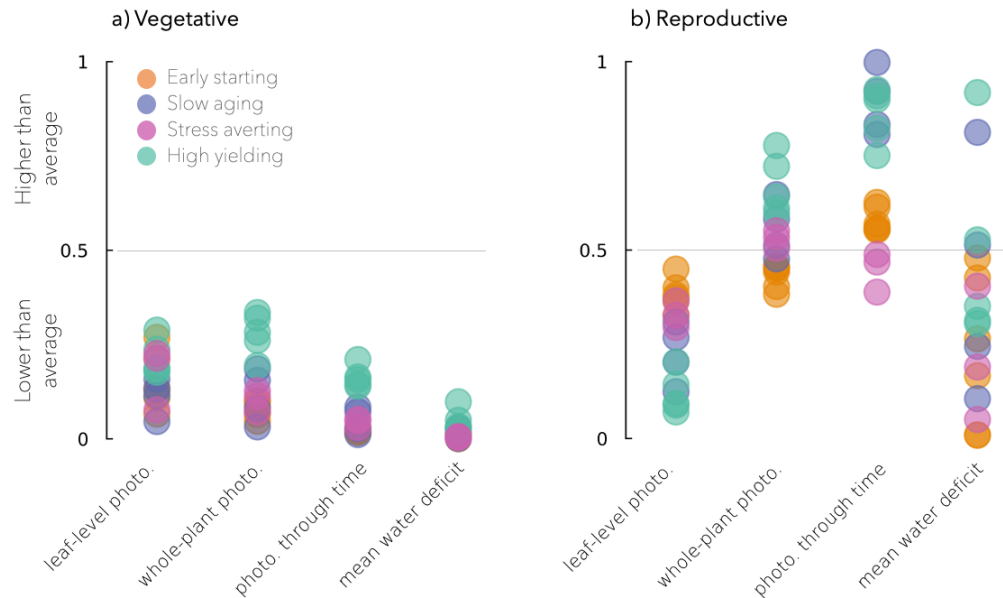 a) Vegetative
b) Reproductive
1
0.5
0
Higher than
average
Lower than
average
Early starting
Slow aging
Stress averting
High yielding
leaf-level photo.
whole-plant photo.
photo. through time
mean water deficit
1
0.5
0
leaf-level photo.
whole-plant photo.
photo. through time
mean water deficit